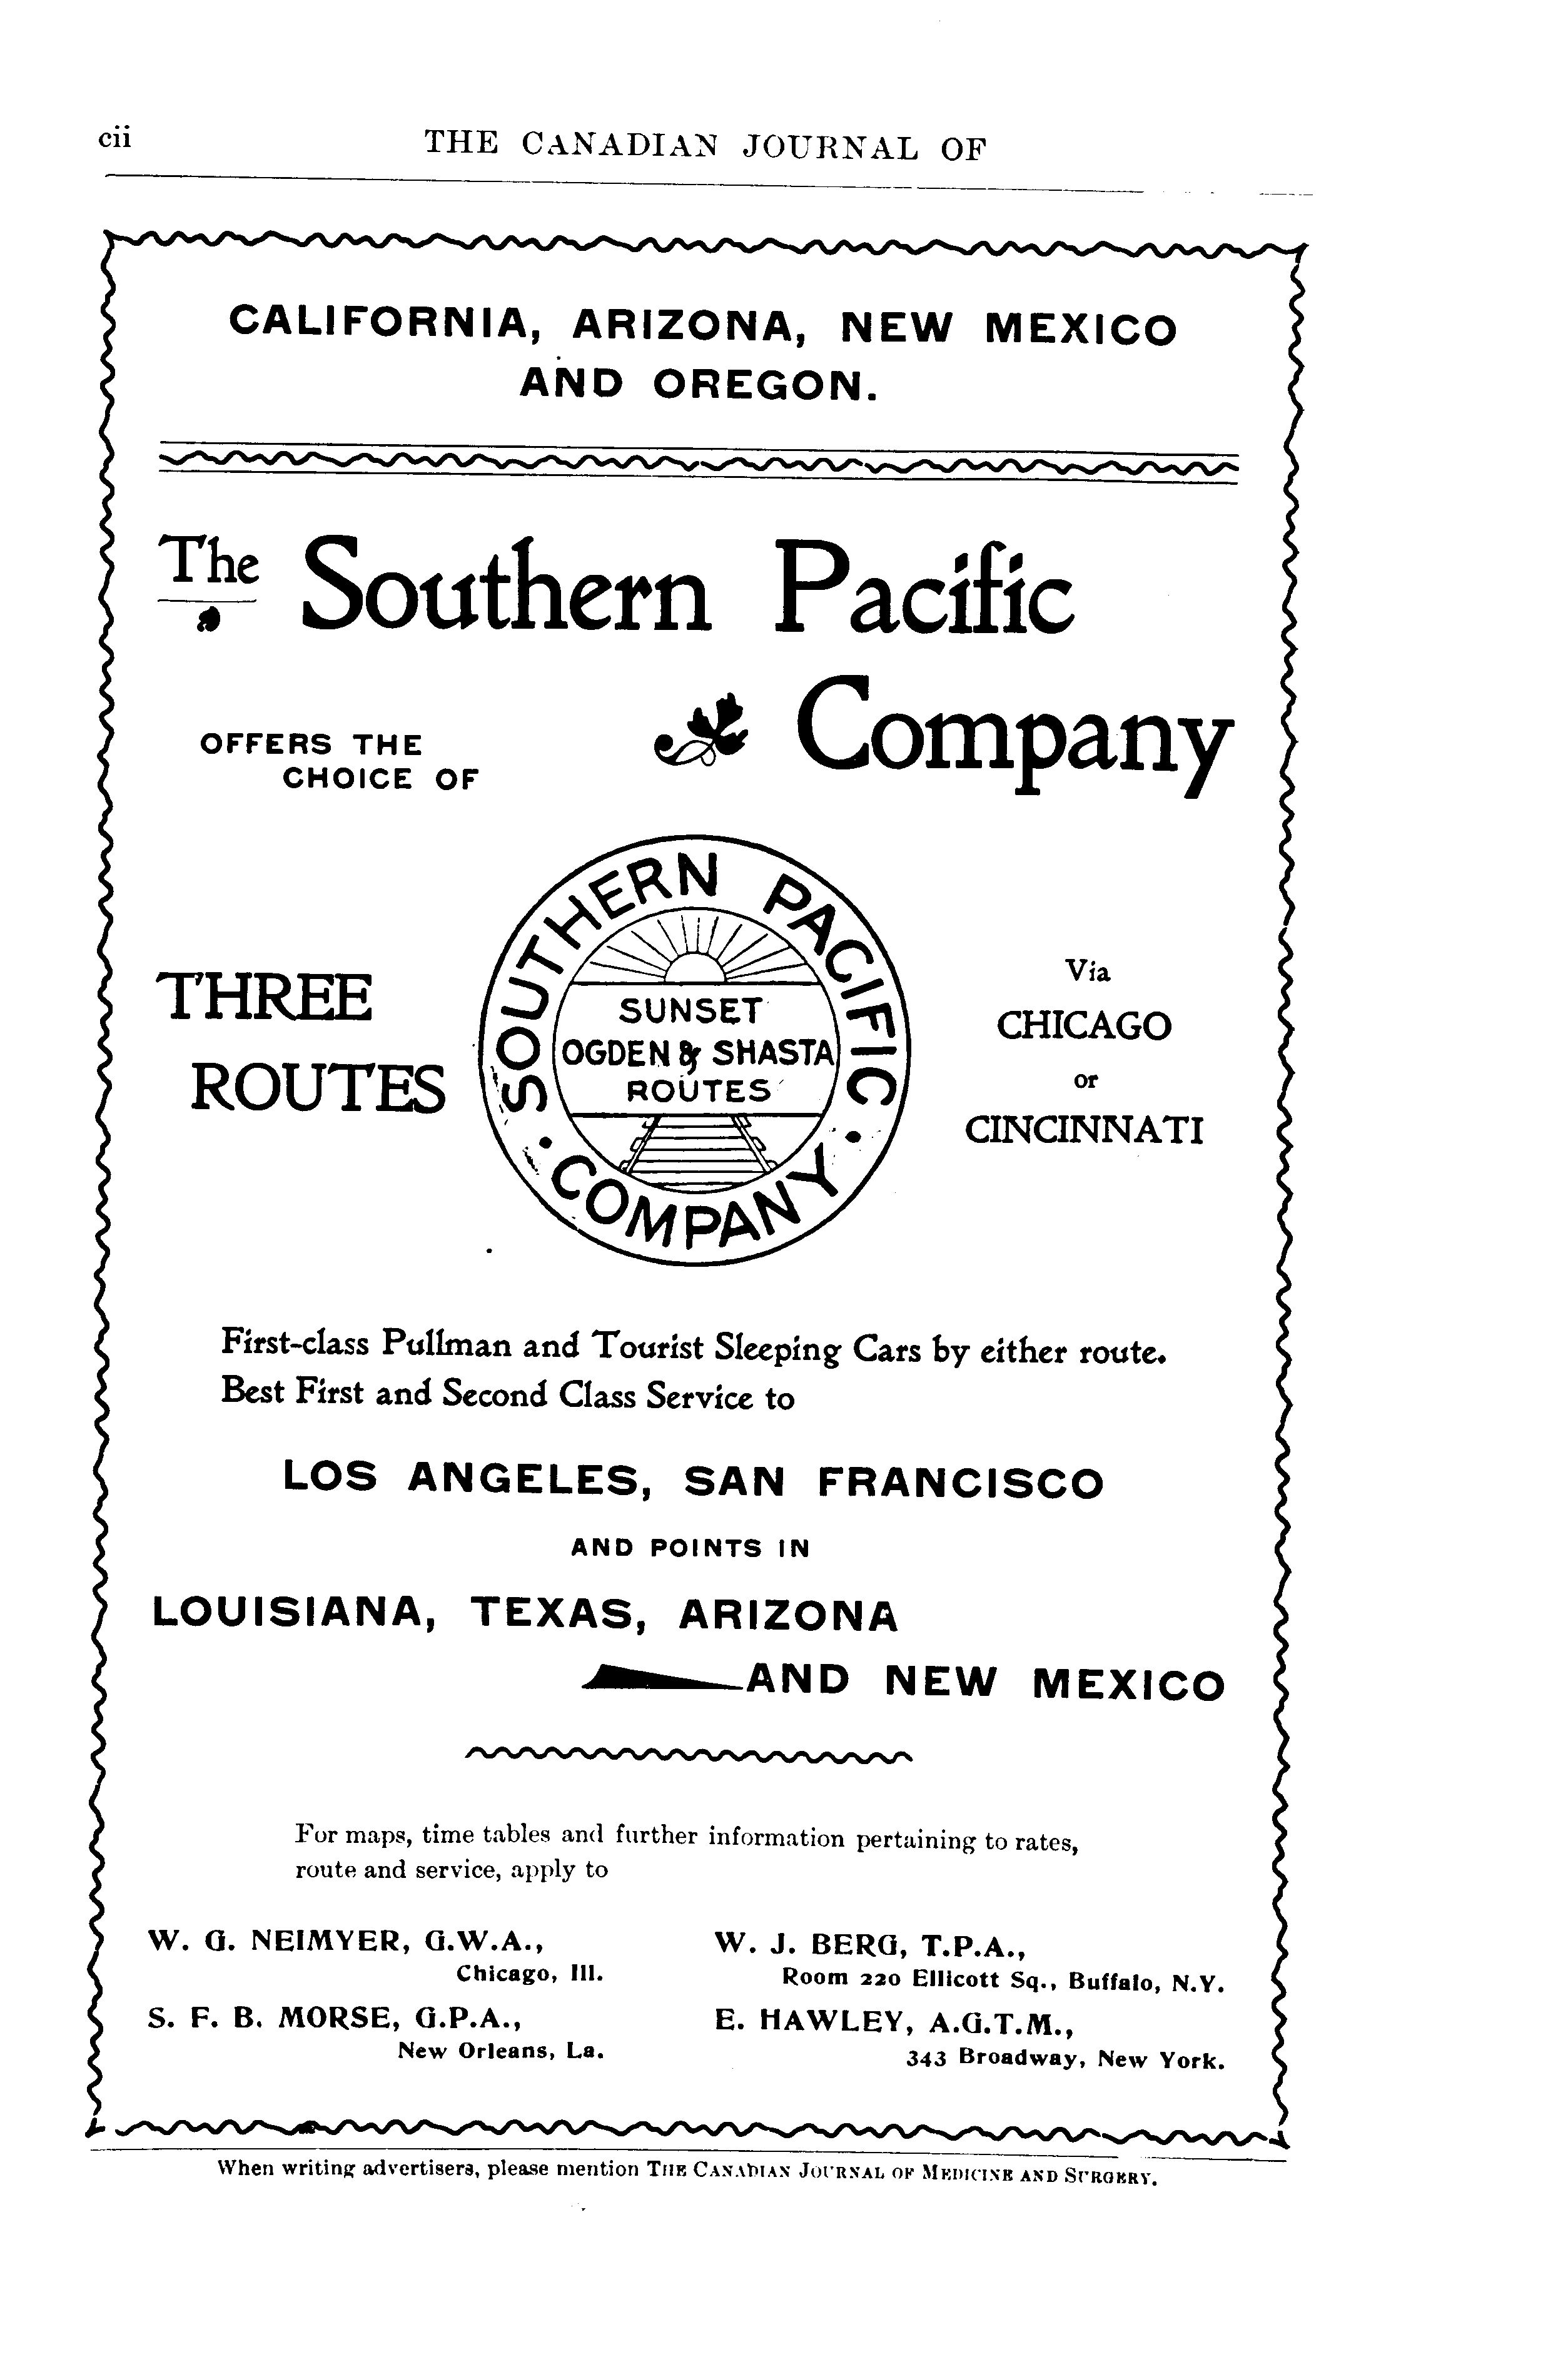 cii
THE CANADIAN JOURNAL OF
CALIFORNIA, ARIZONA, NEW MEXICO
AND OREGON.
The Southern Pacific
Company
OFFERS THE
CHOICE OF
THREE
ROUTES
SOUTHERN PACIFIC
SUNSET
OGDEN & SHASTA
ROUTES
· COMPANY ·
Via
CHICAGO
or
CINCINNATI
First-class Pullman and Tourist Sleeping Cars by either route.
Best First and Second Class Service to
LOS ANGELES, SAN FRANCISCO
AND POINTS IN
LOUISIANA, TEXAS, ARIZONA
AND NEW MEXICO
For maps, time tables and further information pertaining to rates,
route and service, apply to
W. G. NEIMYER, G.W.A.,
Chicago, Ill.
S. F. B. MORSE, G.P.A.,
New Orleans, La.
W. J. BERG, T.P.A.,
Room 220 Ellicott Sq., Buffalo, N.Y.
E. HAWLEY, A.G.T.M.,
343 Broadway, New York.
When writing advertisers, please mention THE CANADIAN JOURNAL OF MEDICINE AND SURGERY.